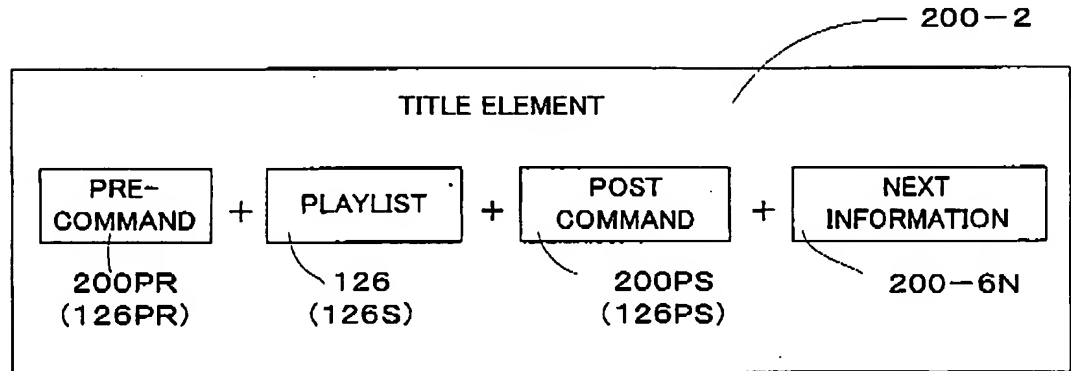 200-2
TITLE ELEMENT
PRE-
COMMAND
+
PLAYLIST
+
POST
COMMAND
+
NEXT
INFORMATION
200PR
(126PR)
126
(126S)
200PS
(126PS)
200-6N